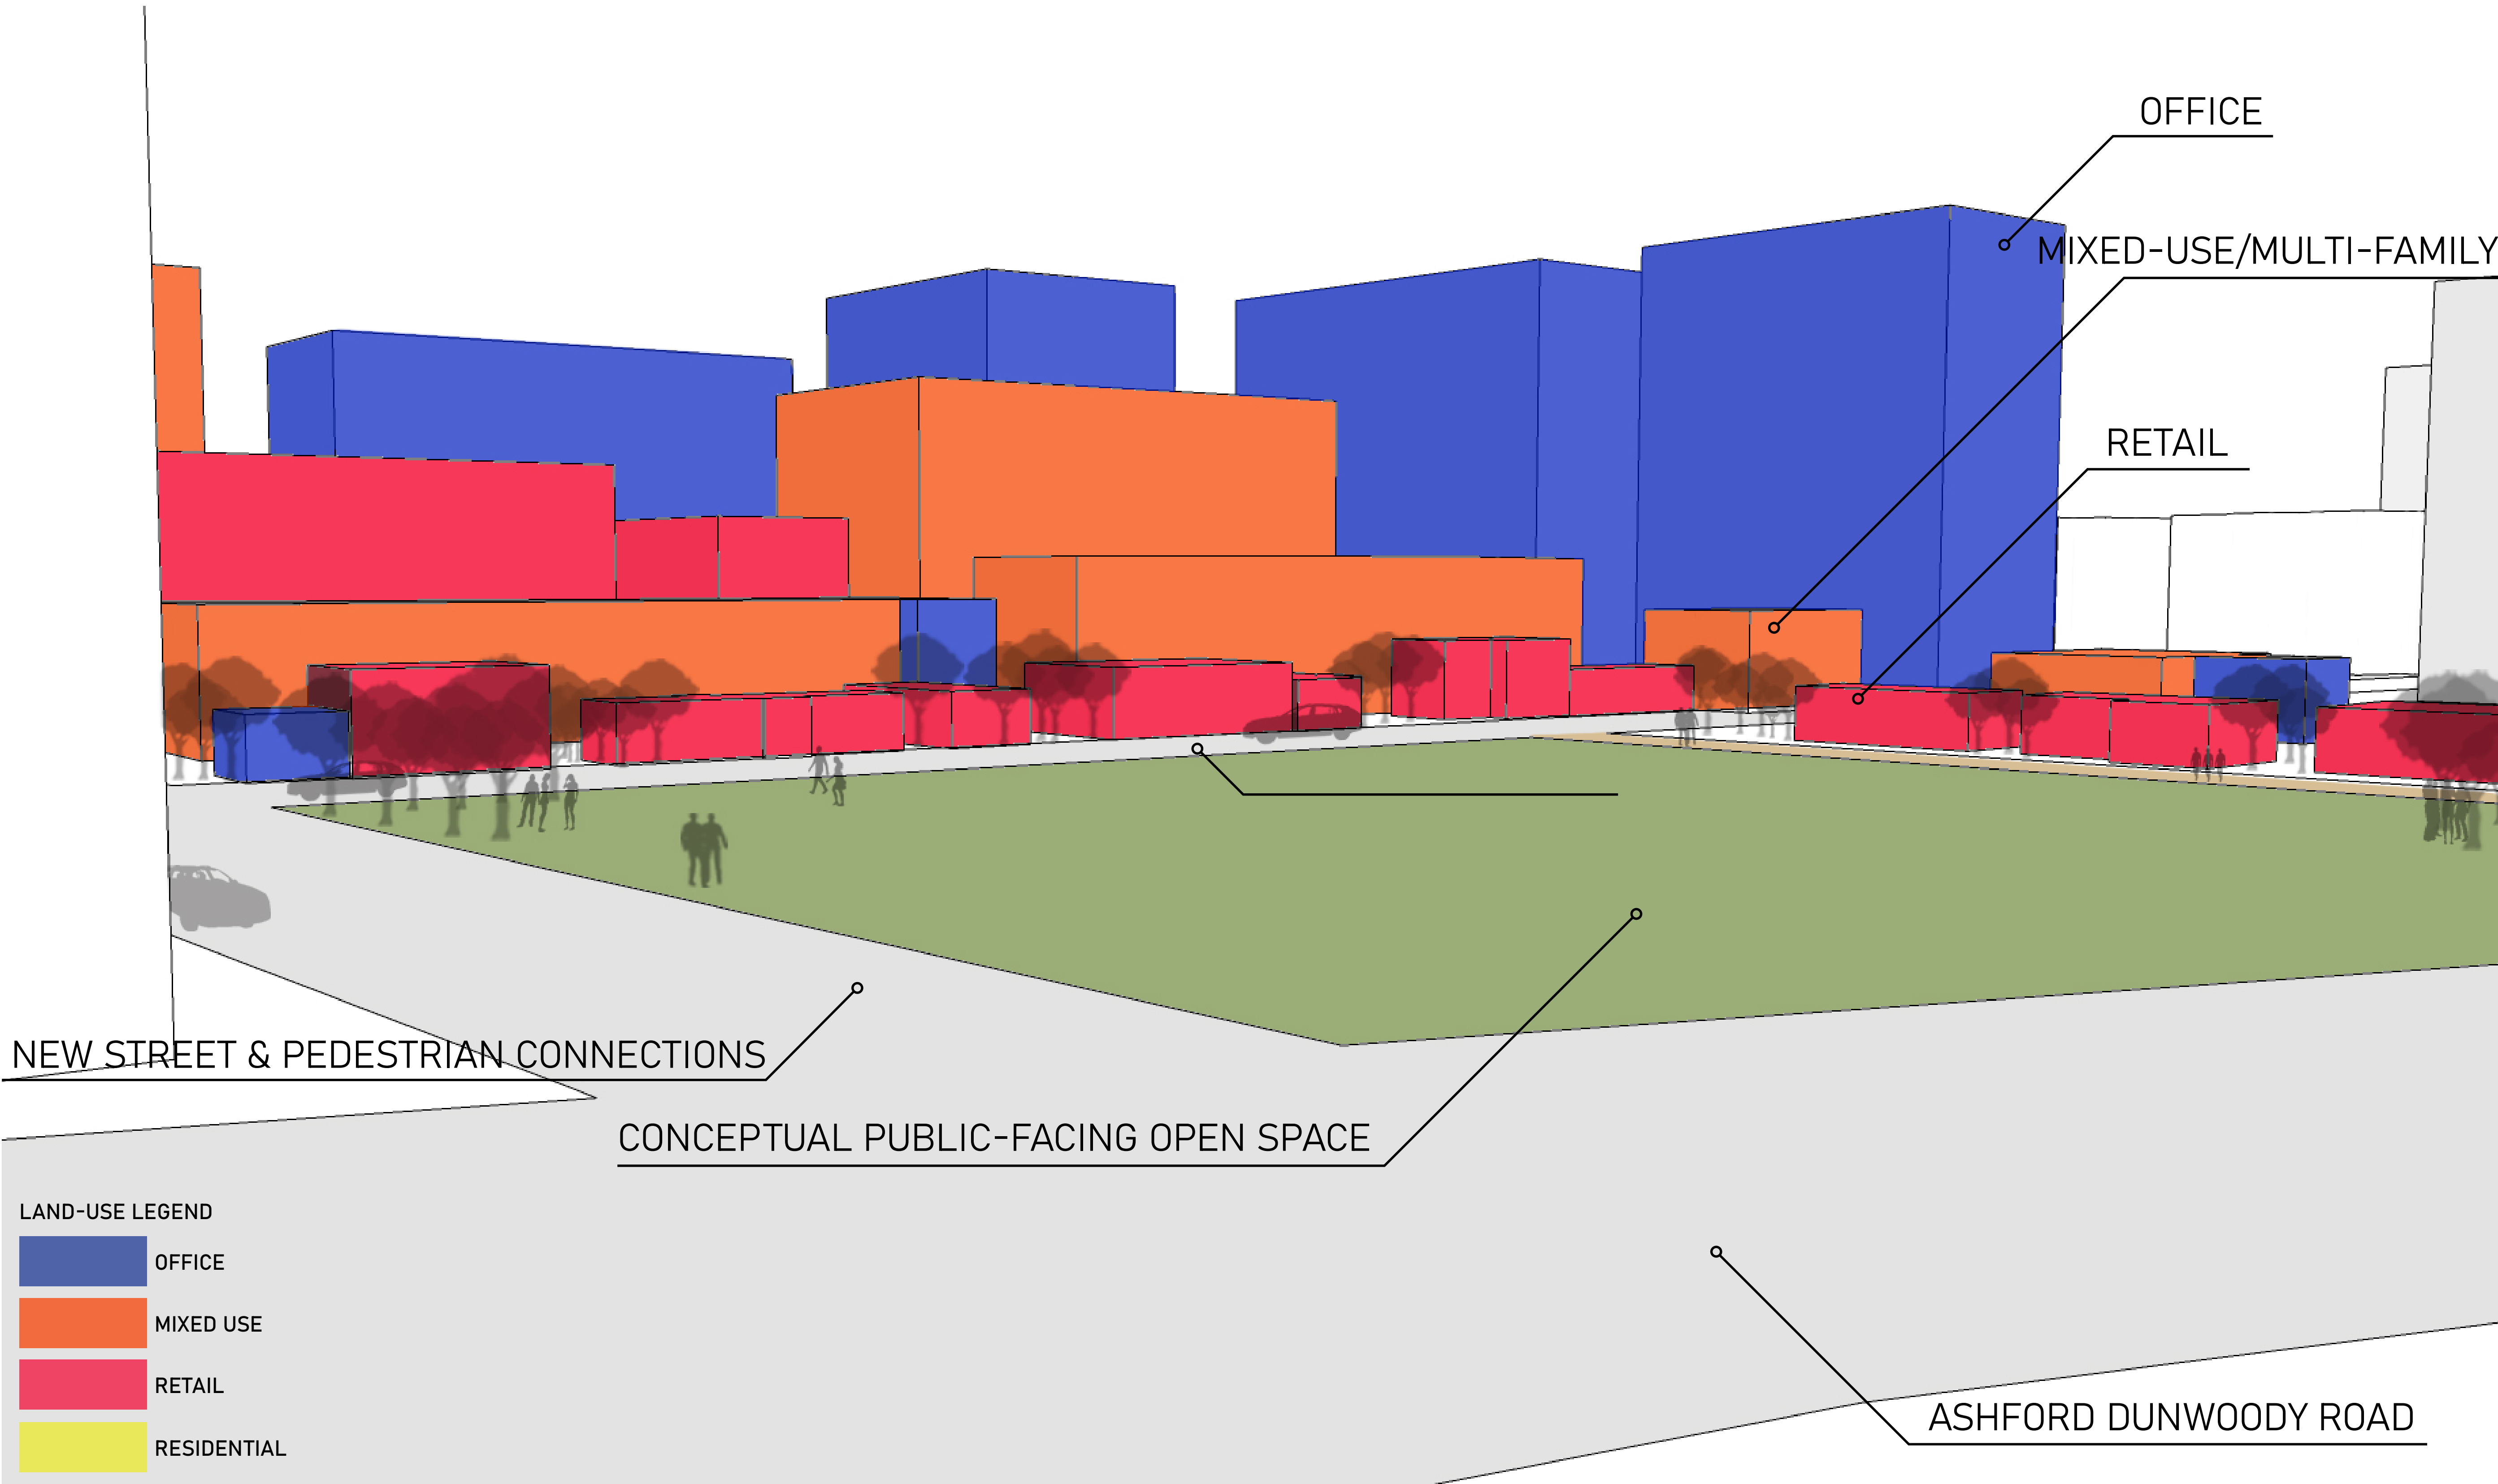 OFFICE
MIXED-USE/MULTI-FAMILY
RETAIL
NEW STREET & PEDESTRIAN CONNECTIONS
CONCEPTUAL PUBLIC-FACING OPEN SPACE
LAND-USE LEGEND
OFFICE
MIXED USE
RETAIL
RESIDENTIAL
ASHFORD DUNWOODY ROAD